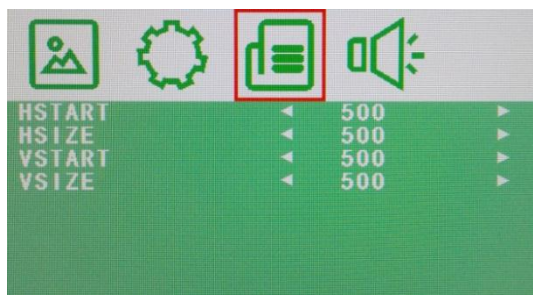 HSTART ◄ 500 ►
HSIZE ◄ 500 ►
VSTART ◄ 500 ►
VSIZE ◄ 500 ►